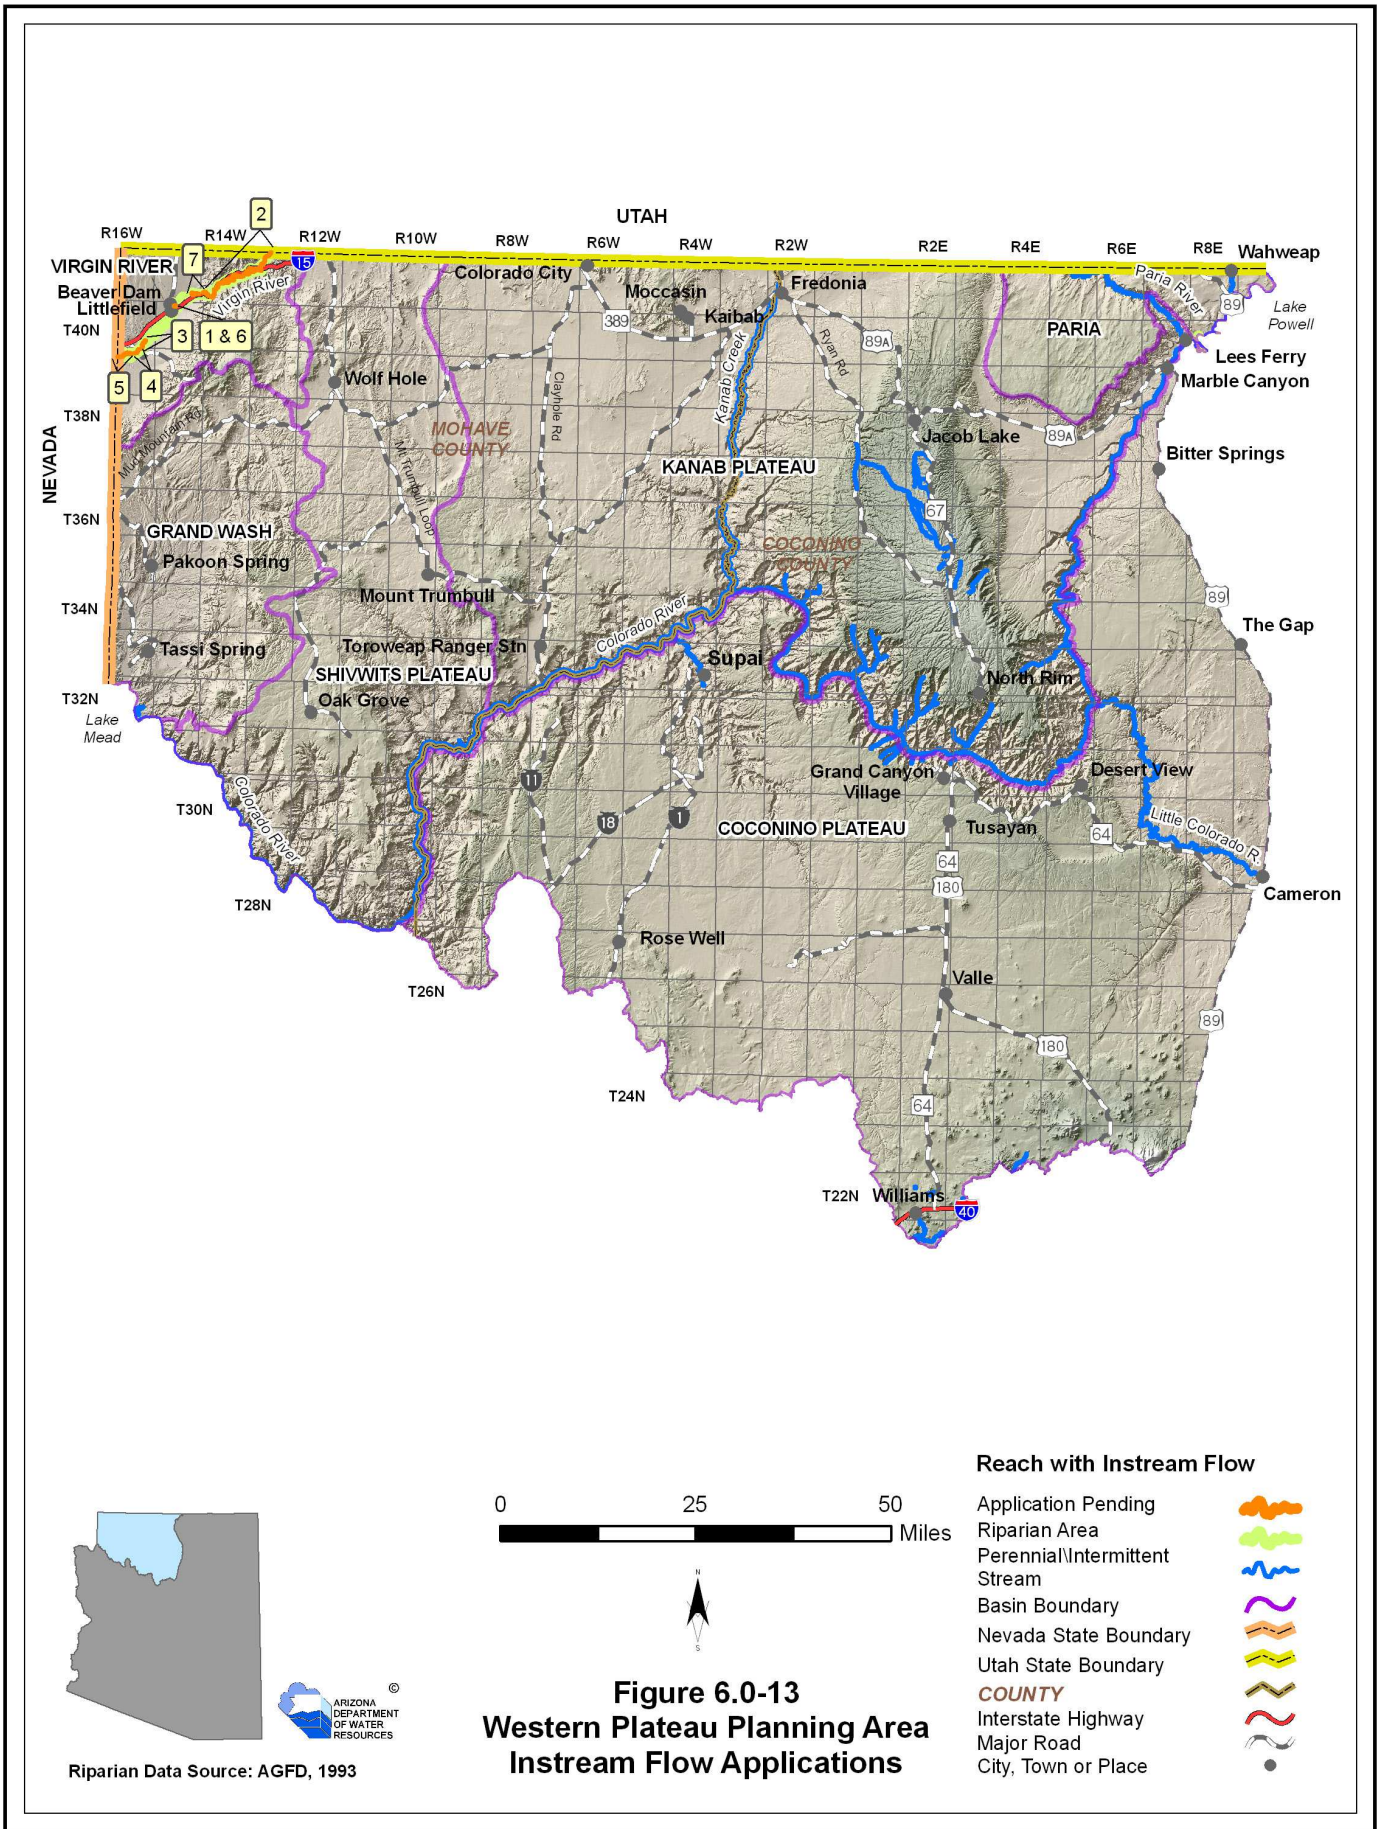 UTAH
R16W
R14W
R12W
R10W
R8W
R6W
R4W
R2W
R2E
R4E
R6E
R8E
Wahweap
2
7
15
VIRGIN RIVER
Beaver Dam
Littlefield
Virgin River
T40N
3
1 & 6
5
4
Colorado City
Moccasin
Kaibab
389
Fredonia
Kanab Creek
Ryan Rd
89A
Paria River
89
Lake
Powell
PARIA
Lees Ferry
Marble Canyon
Wolf Hole
Clayhole Rd
T38N
Mud Mountain Rd
MOHAVE
COUNTY
Mt Trumbull Loop
Jacob Lake
89A
Bitter Springs
NEVADA
KANAB PLATEAU
67
T36N
GRAND WASH
Pakoon Spring
COCONINO
COUNTY
Mount Trumbull
89
T34N
Colorado River
The Gap
Tassi Spring
Toroweap Ranger Stn
Supai
SHIVWITS PLATEAU
North Rim
T32N
Oak Grove
Lake
Mead
Grand Canyon
Village
Desert View
11
Colorado River
T30N
18
1
COCONINO PLATEAU
Tusayan
64
Little Colorado R.
64
180
Cameron
T28N
Rose Well
Valle
T26N
89
180
T24N
64
T22N
Williams
40
Reach with Instream Flow
Application Pending
Riparian Area
Perennial\Intermittent
Stream
Basin Boundary
Nevada State Boundary
Utah State Boundary
COUNTY
Interstate Highway
Major Road
City, Town or Place
0 25 50
Miles
N
S
Figure 6.0-13
Western Plateau Planning Area
Instream Flow Applications
©
ARIZONA
DEPARTMENT
OF WATER
RESOURCES
Riparian Data Source: AGFD, 1993